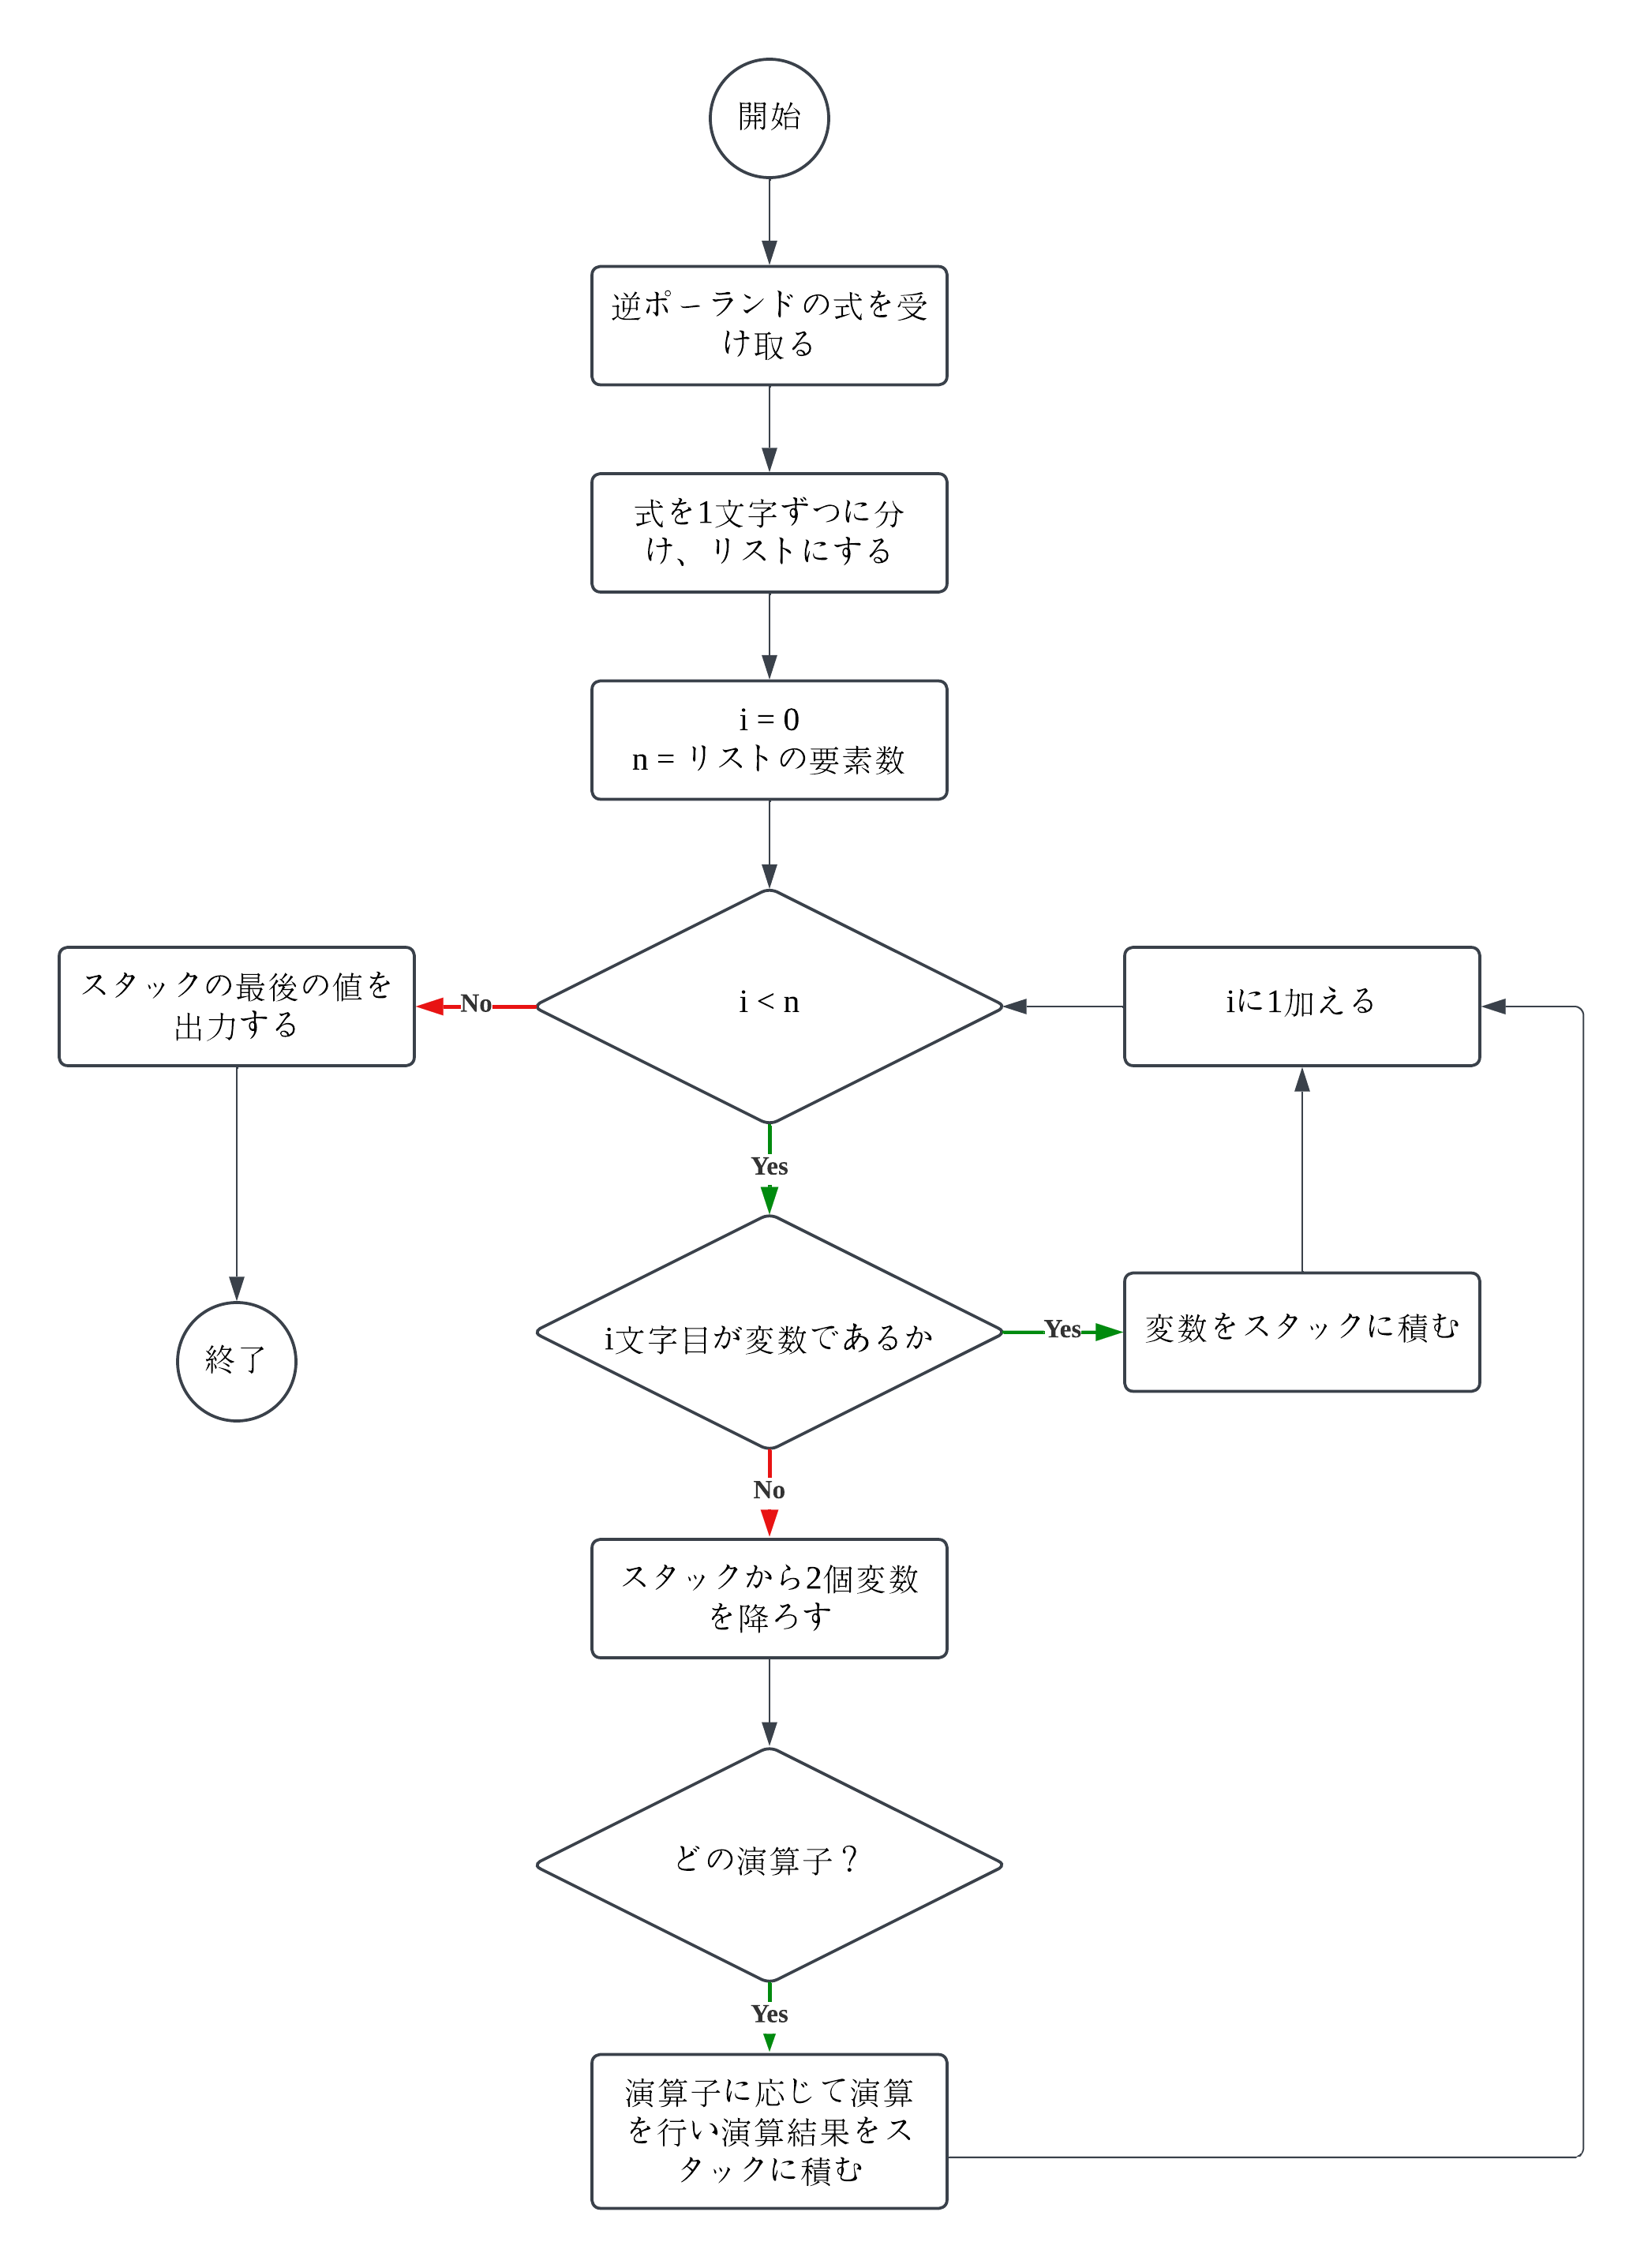 開始
逆ポーランドの式を受
け取る
式を1文字ずつに分
け、リストにする
i = 0
n = リストの要素数
i < n
No
スタックの最後の値を
出力する
終了
iに1加える
Yes
i文字目が変数であるか
Yes
変数をスタックに積む
No
スタックから2個変数
を降ろす
どの演算子？
Yes
演算子に応じて演算
を行い演算結果をス
タックに積む